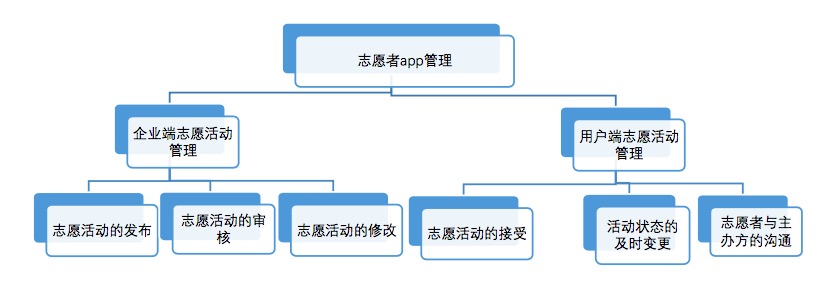 志愿者app管理
企业端志愿活动
管理
用户端志愿活动
管理
志愿活动的发布
志愿活动的审
核
志愿活动的修改
志愿活动的接受
活动状态的
及时变更
志愿者与主
办方的沟通